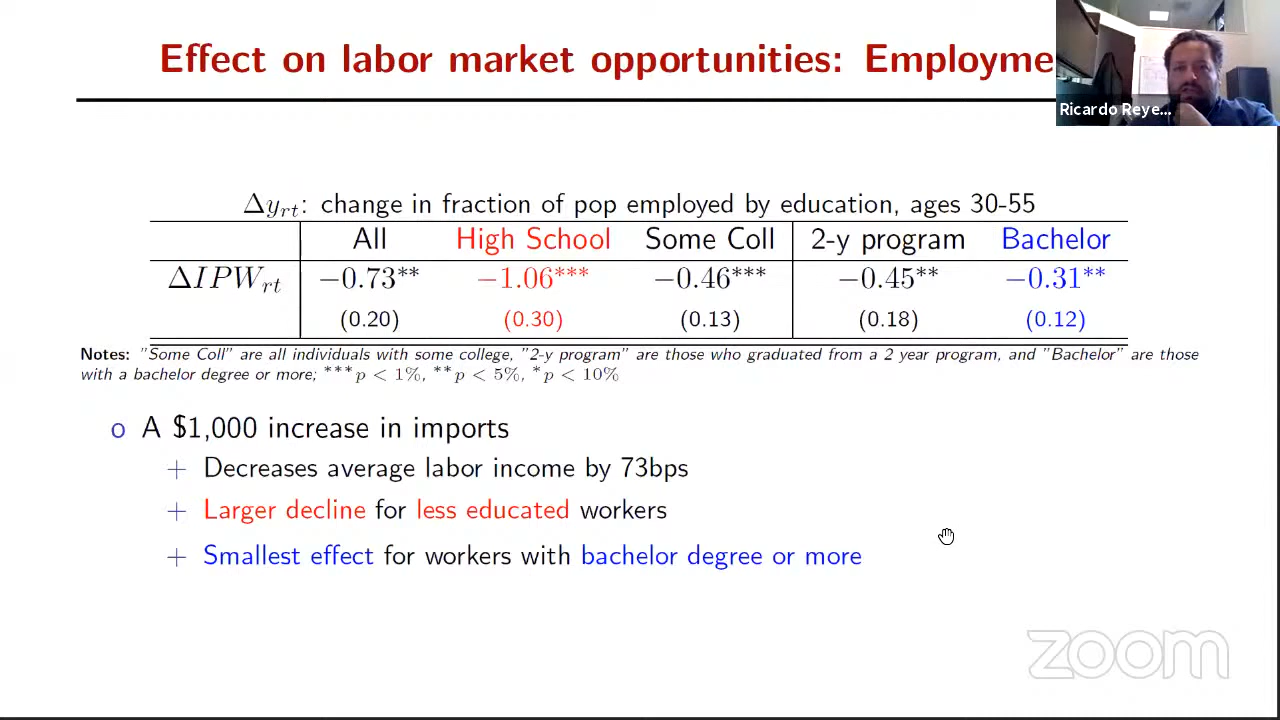 Effect on labor market opportunities: Employme
Ricardo Reye...
Δy_rt: change in fraction of pop employed by education, ages 30-55
All High School Some Coll 2-y program Bachelor
ΔIPW_rt −0.73** −1.06*** −0.46*** −0.45** −0.31**
(0.20) (0.30) (0.13) (0.18) (0.12)
Notes: "Some Coll" are all individuals with some college, "2-y program" are those who graduated from a 2 year program, and "Bachelor" are those
with a bachelor degree or more; ***p < 1%, **p < 5%, *p < 10%
o A $1,000 increase in imports
+ Decreases average labor income by 73bps
+ Larger decline for less educated workers
+ Smallest effect for workers with bachelor degree or more
zoom